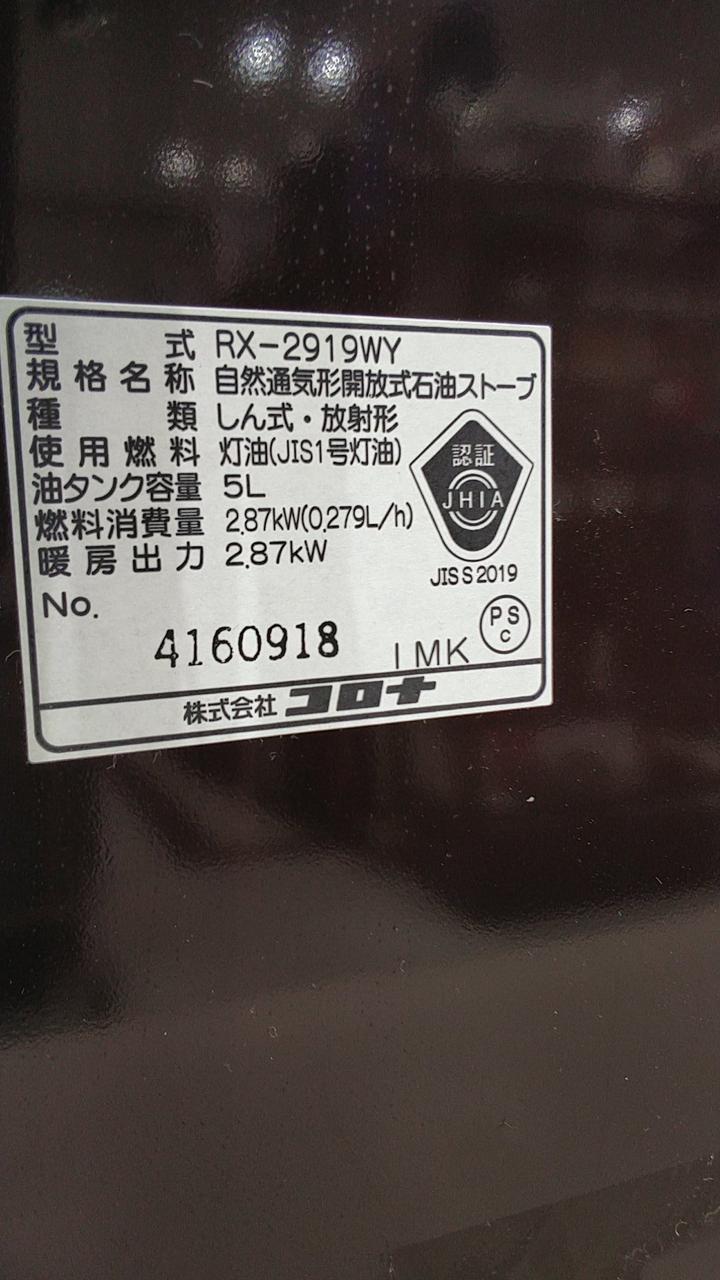 型式 RX-2919WY
規格名称 自然通気形開放式石油ストーブ
種類 しん式・放射形
使用燃料 灯油(JIS1号灯油)
油タンク容量 5L
燃料消費量 2.87kW(0.279L/h)
暖房出力 2.87kW
認証
JHIA
JIS S 2019
No.
4160918
IMK
PS
C
株式会社コロナ